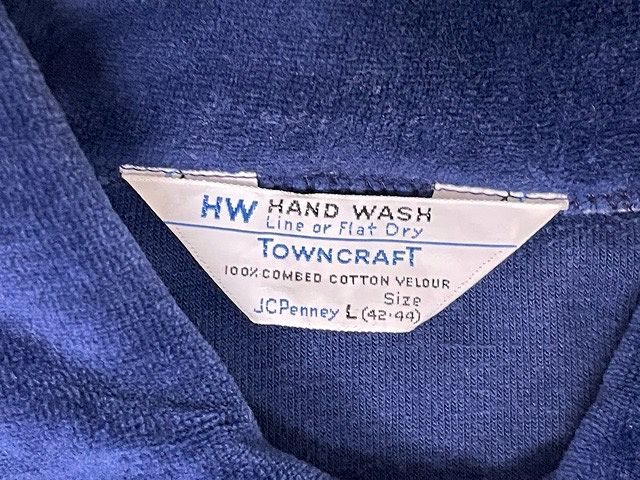 HW HAND WASH
Line or Flat Dry
TOWNCRAFT
100% COMBED COTTON VELOUR
Size
JCPenney L (42-44)